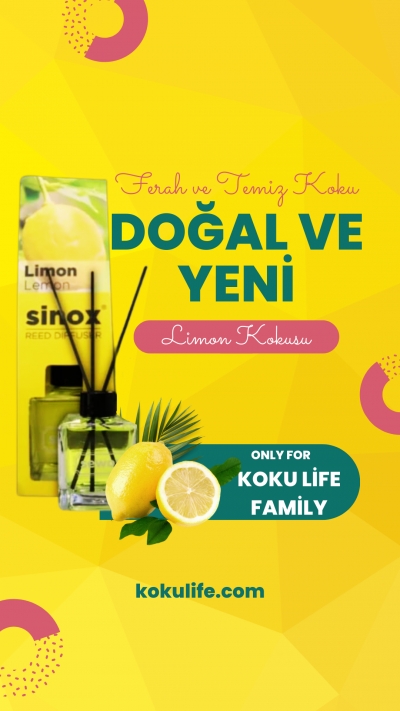 Ferah ve Temiz Koku
DOĞAL VE
YENİ
Limon Kokusu
Limon
Lemon
sinox®
REED DIFFUSER
ONLY FOR
KOKU LİFE
FAMİLY
kokulife.com